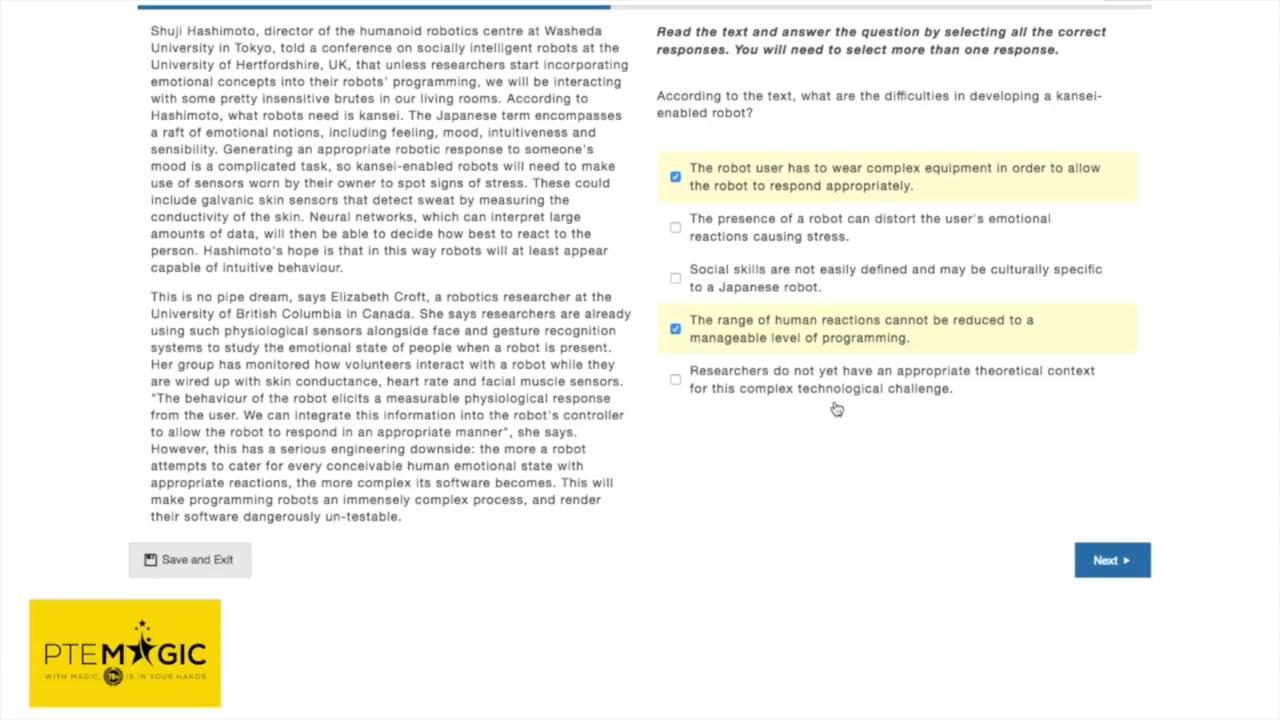 Shuji Hashimoto, director of the humanoid robotics centre at Washeda
University in Tokyo, told a conference on socially intelligent robots at the
University of Hertfordshire, UK, that unless researchers start incorporating
emotional concepts into their robots' programming, we will be interacting
with some pretty insensitive brutes in our living rooms. According to
Hashimoto, what robots need is kansei. The Japanese term encompasses
a raft of emotional notions, including feeling, mood, intuitiveness and
sensibility. Generating an appropriate robotic response to someone's
mood is a complicated task, so kansei-enabled robots will need to make
use of sensors worn by their owner to spot signs of stress. These could
include galvanic skin sensors that detect sweat by measuring the
conductivity of the skin. Neural networks, which can interpret large
amounts of data, will then be able to decide how best to react to the
person. Hashimoto's hope is that in this way robots will at least appear
capable of intuitive behaviour.
This is no pipe dream, says Elizabeth Croft, a robotics researcher at the
University of British Columbia in Canada. She says researchers are already
using such physiological sensors alongside face and gesture recognition
systems to study the emotional state of people when a robot is present.
Her group has monitored how volunteers interact with a robot while they
are wired up with skin conductance, heart rate and facial muscle sensors.
"The behaviour of the robot elicits a measurable physiological response
from the user. We can integrate this information into the robot's controller
to allow the robot to respond in an appropriate manner", she says.
However, this has a serious engineering downside: the more a robot
attempts to cater for every conceivable human emotional state with
appropriate reactions, the more complex its software becomes. This will
make programming robots an immensely complex process, and render
their software dangerously un-testable.
Read the text and answer the question by selecting all the correct
responses. You will need to select more than one response.
According to the text, what are the difficulties in developing a kansei-
enabled robot?
The robot user has to wear complex equipment in order to allow
the robot to respond appropriately.
The presence of a robot can distort the user's emotional
reactions causing stress.
Social skills are not easily defined and may be culturally specific
to a Japanese robot.
The range of human reactions cannot be reduced to a
manageable level of programming.
Researchers do not yet have an appropriate theoretical context
for this complex technological challenge.
Save and Exit
Next
PTEMAGIC
WITH MAGIC, 79+ IS IN YOUR HANDS